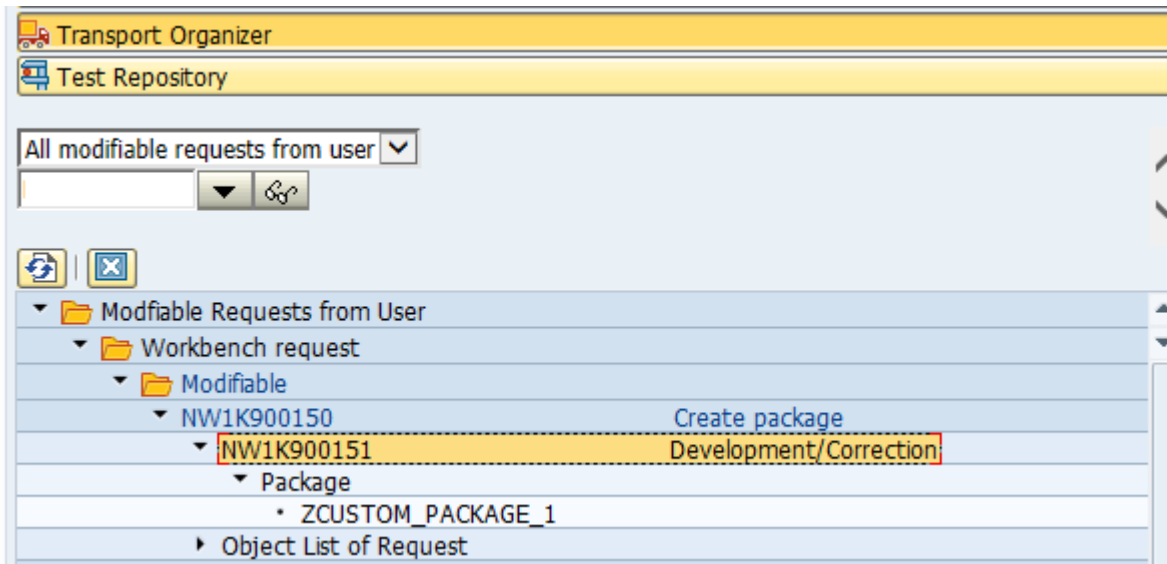 Transport Organizer
Test Repository
All modifiable requests from user
Modfiable Requests from User
Workbench request
Modifiable
NW1K900150 Create package
NW1K900151 Development/Correction
Package
ZCUSTOM_PACKAGE_1
Object List of Request